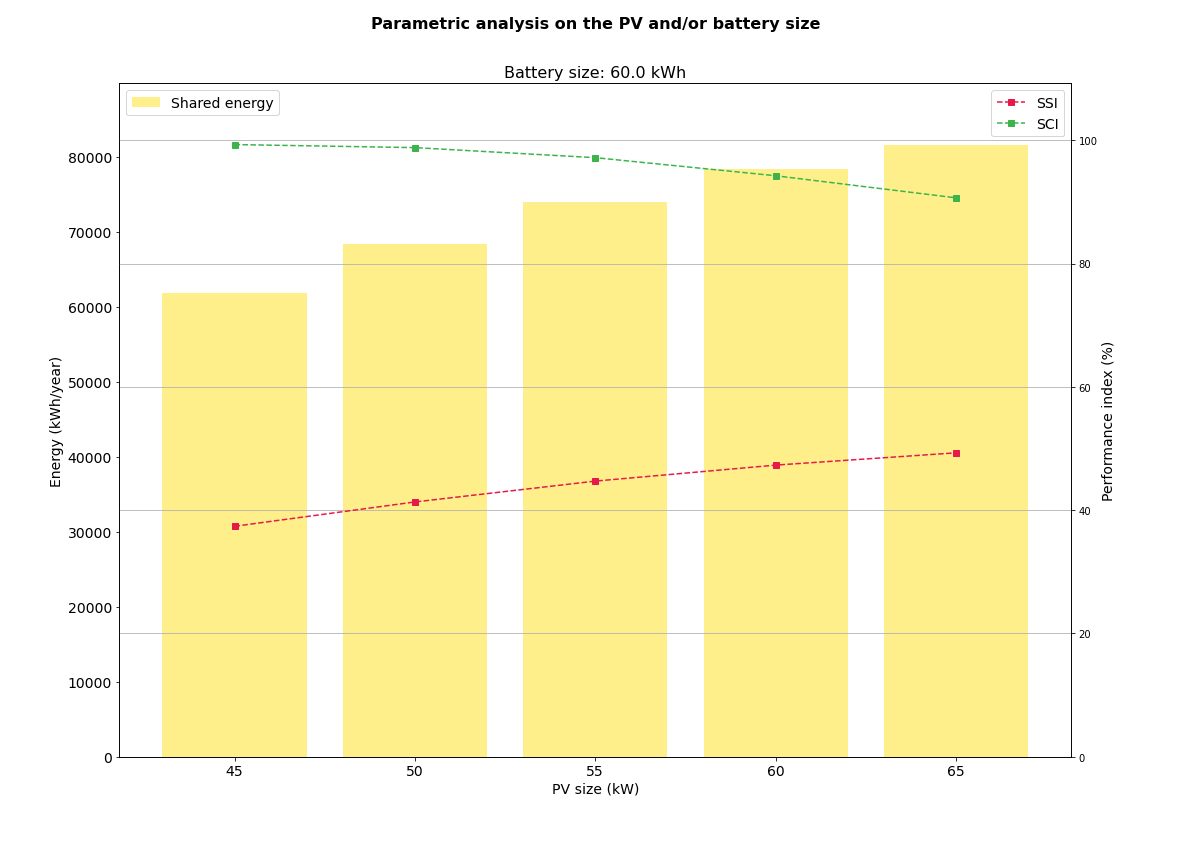 Parametric analysis on the PV and/or battery size
Battery size: 60.0 kWh
Shared energy
SSI
SCI
Energy (kWh/year)
80000
70000
60000
50000
40000
30000
20000
10000
0
100
80
60
40
20
0
Performance index (%)
45 50 55 60 65
PV size (kW)